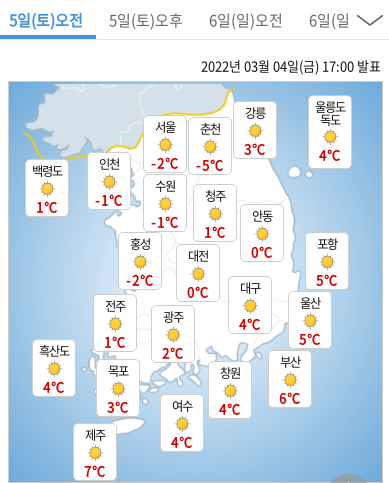 5일(토)오전 5일(토)오후 6일(일)오전 6일(일
2022년 03월 04일(금) 17:00 발표
서울
-2℃
춘천
-5℃
강릉
3℃
울릉도
독도
4℃
백령도
1℃
인천
-1℃
수원
-1℃
청주
1℃
안동
0℃
홍성
-2℃
대전
0℃
포항
5℃
대구
4℃
전주
1℃
광주
2℃
울산
5℃
흑산도
4℃
목포
3℃
창원
4℃
부산
6℃
여수
4℃
제주
7℃